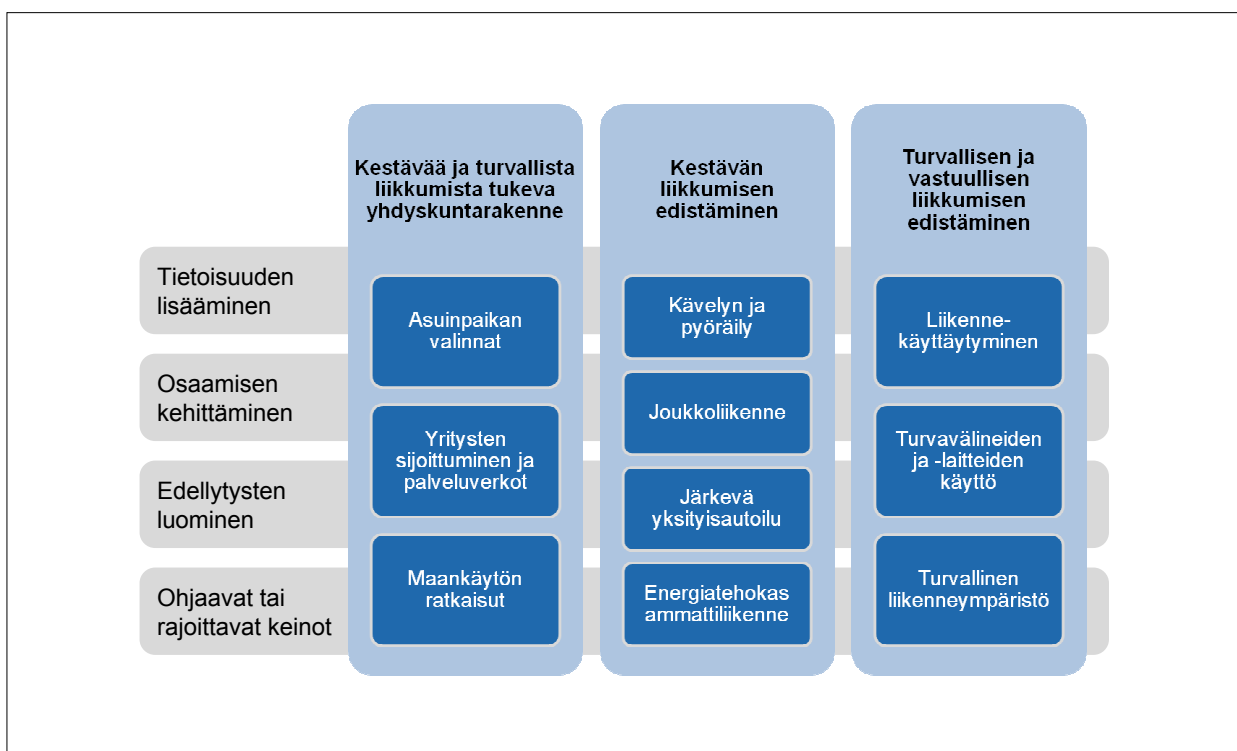 Kestävää ja turvallista
liikkumista tukeva
yhdyskuntarakenne
Kestävän
liikkumisen
edistäminen
Turvallisen ja
vastuullisen
liikkumisen
edistäminen
Tietoisuuden
lisääminen
Osaamisen
kehittäminen
Edellytysten
luominen
Ohjaavat tai
rajoittavat keinot
Asuinpaikan
valinnat
Yritysten
sijoittuminen ja
palveluverkot
Maankäytön
ratkaisut
Kävelyn ja
pyöräily
Joukkoliikenne
Järkevä
yksityisautoilu
Energiatehokas
ammattiliikenne
Liikenne-
käyttäytyminen
Turvavälineiden
ja -laitteiden
käyttö
Turvallinen
liikenneympäristö